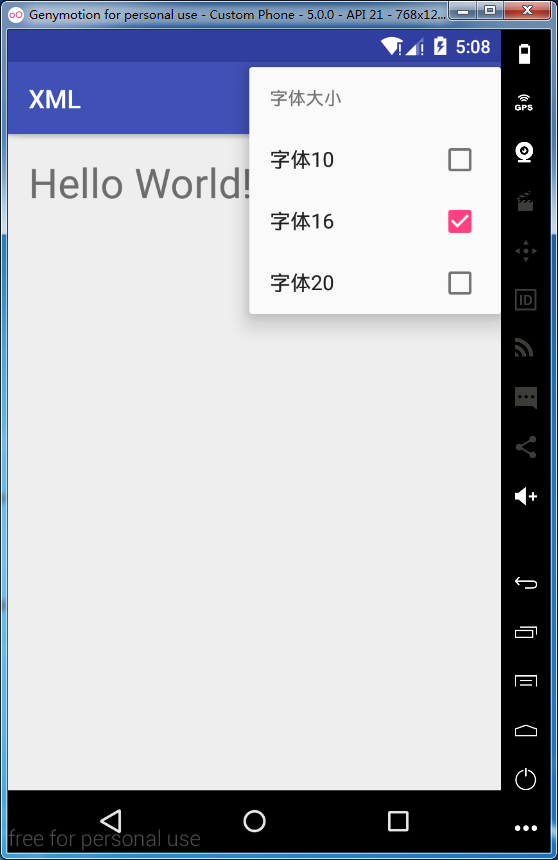 Genymotion for personal use - Custom Phone - 5.0.0 - API 21 - 768x12...
5:08
XML
字体大小
Hello World!
字体10
字体16
字体20
GPS
ID
free for personal use